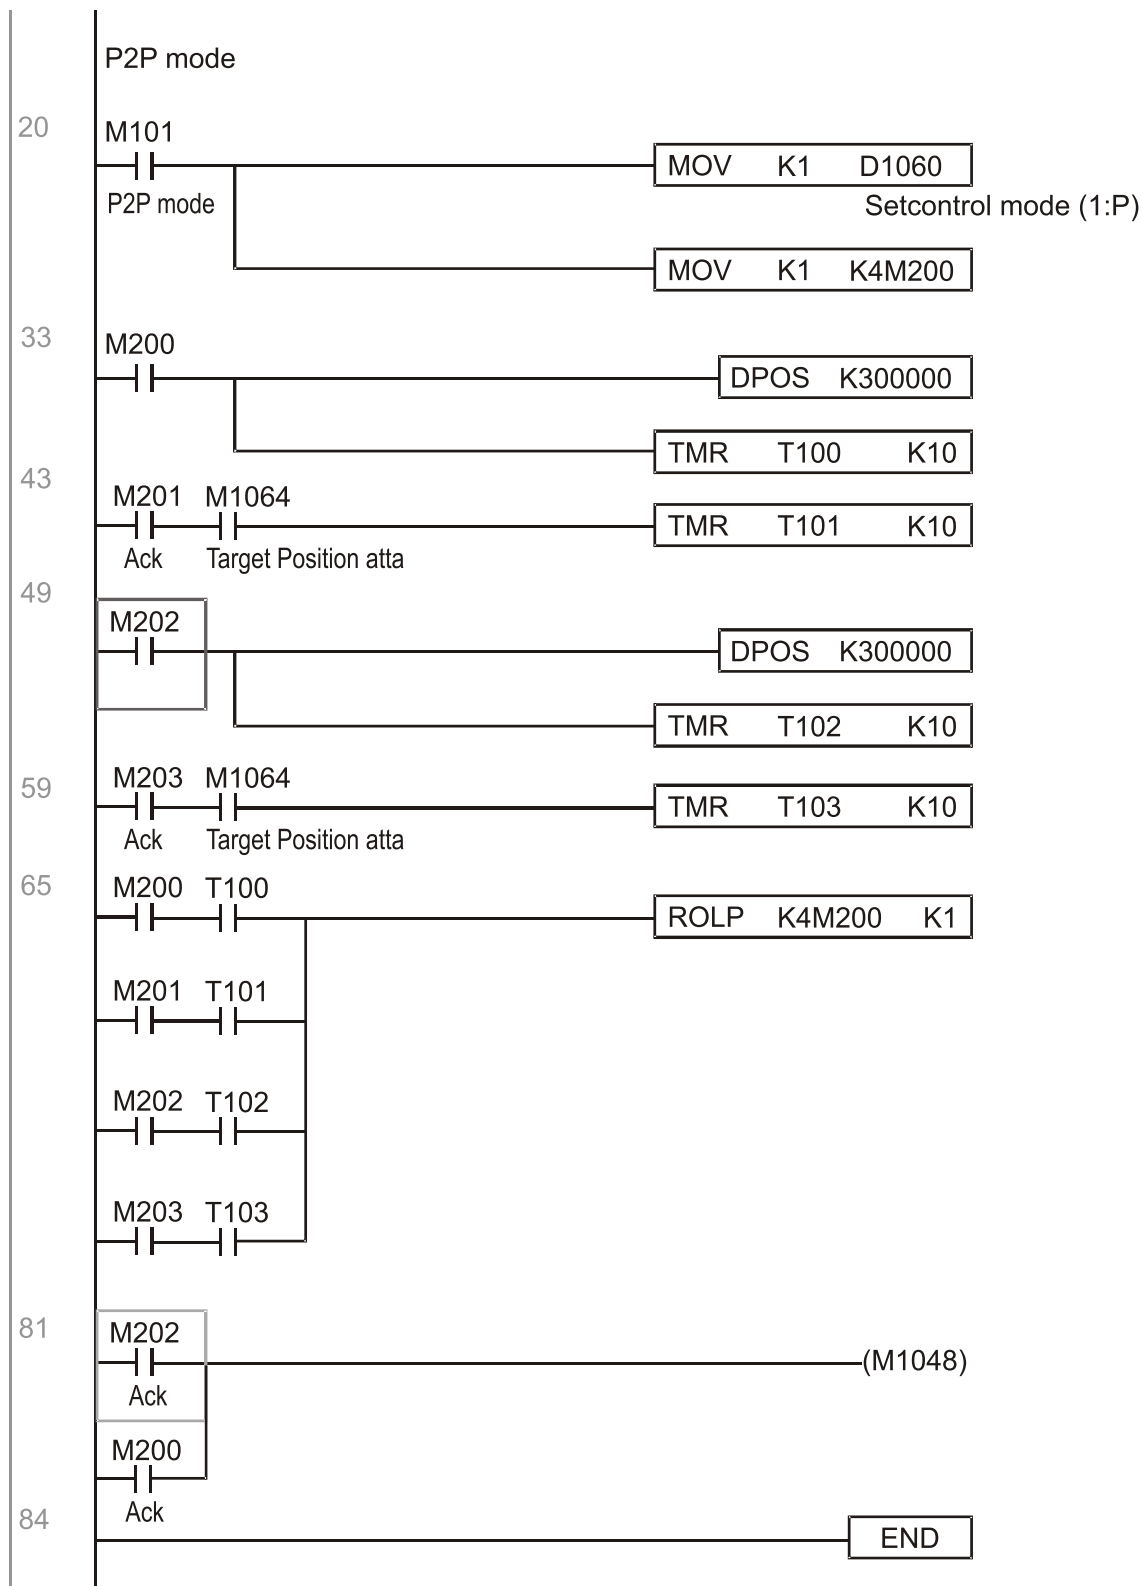 P2P mode
20
M101
MOV K1 D1060
P2P mode
Setcontrol mode (1:P)
MOV K1 K4M200
33
M200
DPOS K300000
TMR T100 K10
43
M201 M1064
TMR T101 K10
Ack Target Position atta
49
M202
DPOS K300000
TMR T102 K10
59
M203 M1064
TMR T103 K10
Ack Target Position atta
65
M200 T100
ROLP K4M200 K1
M201 T101
M202 T102
M203 T103
81
M202
(M1048)
Ack
M200
Ack
84
END